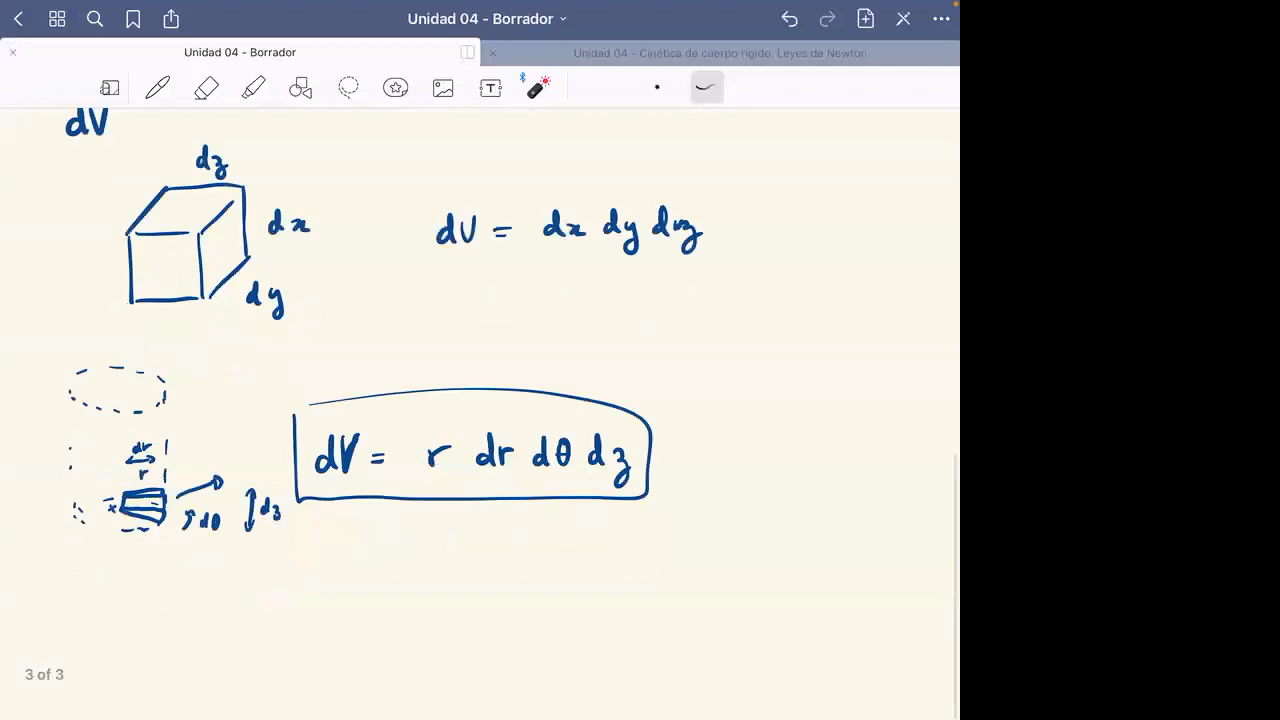 Unidad 04 - Borrador
Unidad 04 - Borrador
Unidad 04 - Cinética de cuerpo rígido. Leyes de Newton
dV
dz
dx
dV = dx dy dz
dy
dr
r
dV = r dr dθ dz
dθ
dz
3 of 3